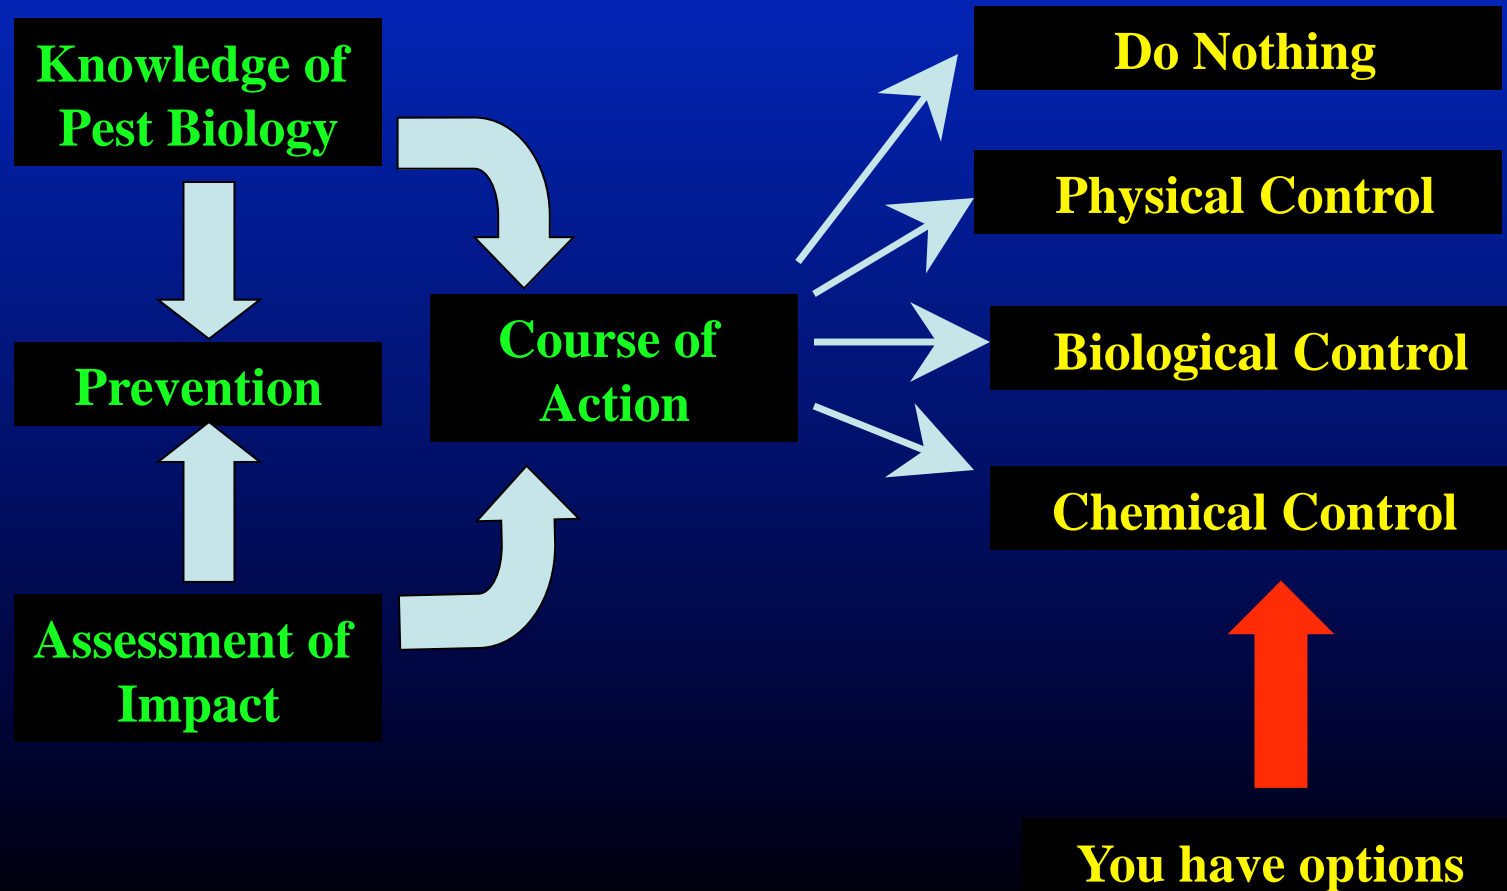 Knowledge of
Pest Biology
Prevention
Assessment of
Impact
Course of
Action
Do Nothing
Physical Control
Biological Control
Chemical Control
You have options